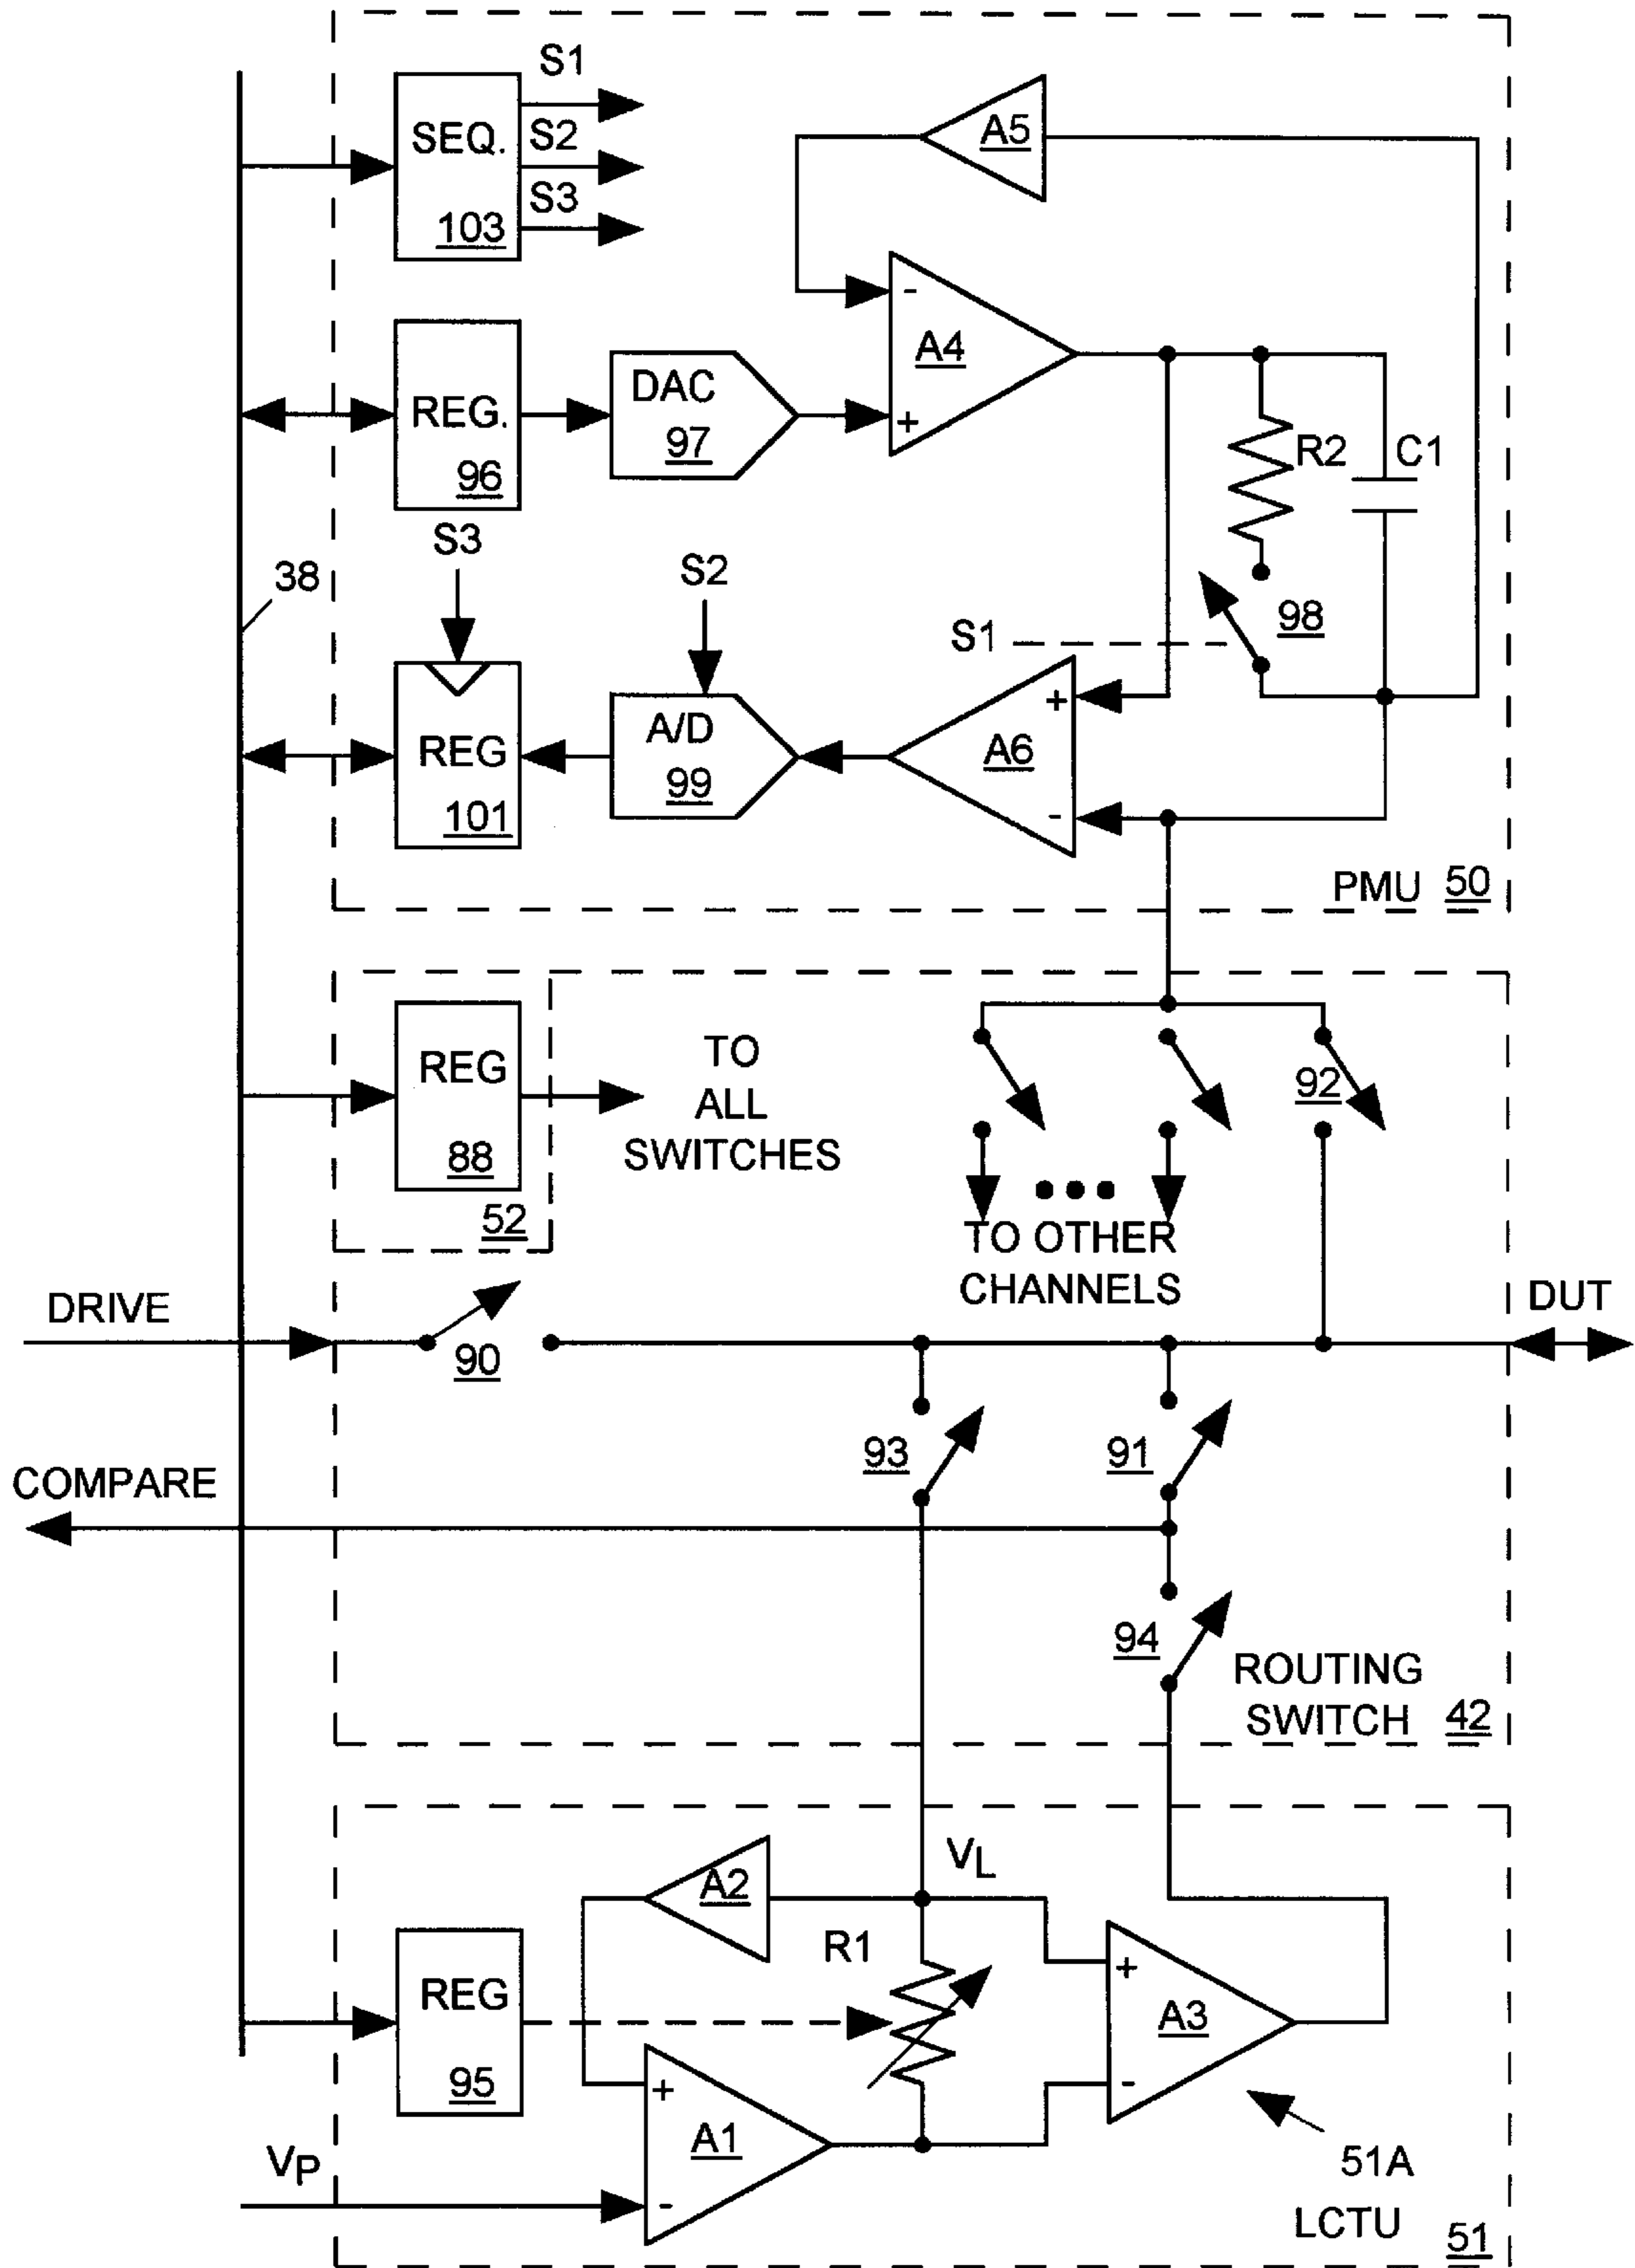 S1
SEQ.
S2
S3
103
A5
-
A4
+
REG.
96
DAC
97
R2
C1
S3
38
S2
S1
98
REG
101
A/D
99
+
A6
-
PMU 50
REG
88
52
TO
ALL
SWITCHES
92
TO OTHER
CHANNELS
DRIVE
90
DUT
93
91
COMPARE
94
ROUTING
SWITCH 42
VL
A2
R1
REG
95
+
A3
-
+
A1
-
VP
51A
LCTU 51